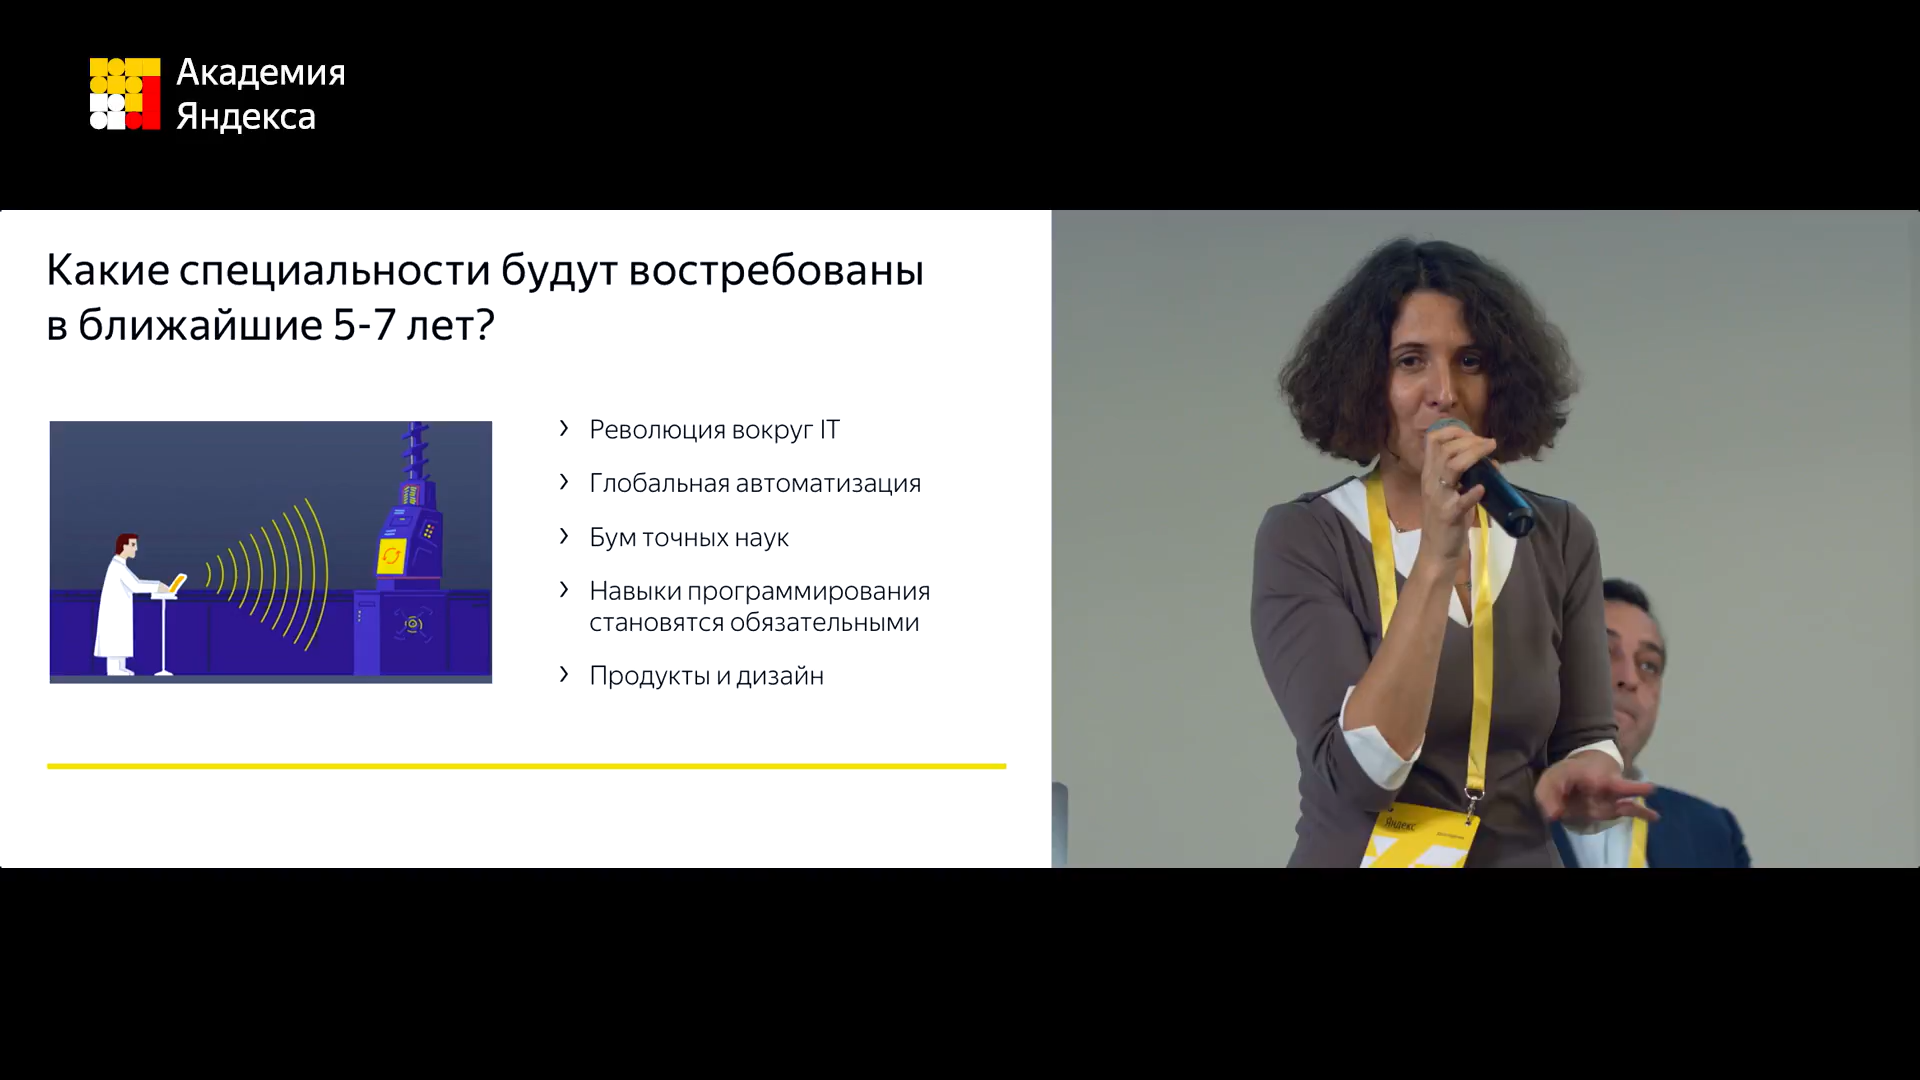 Академия
Яндекса
Какие специальности будут востребованы
в ближайшие 5-7 лет?
› Революция вокруг IT
› Глобальная автоматизация
› Бум точных наук
› Навыки программирования
становятся обязательными
› Продукты и дизайн
Яндекс